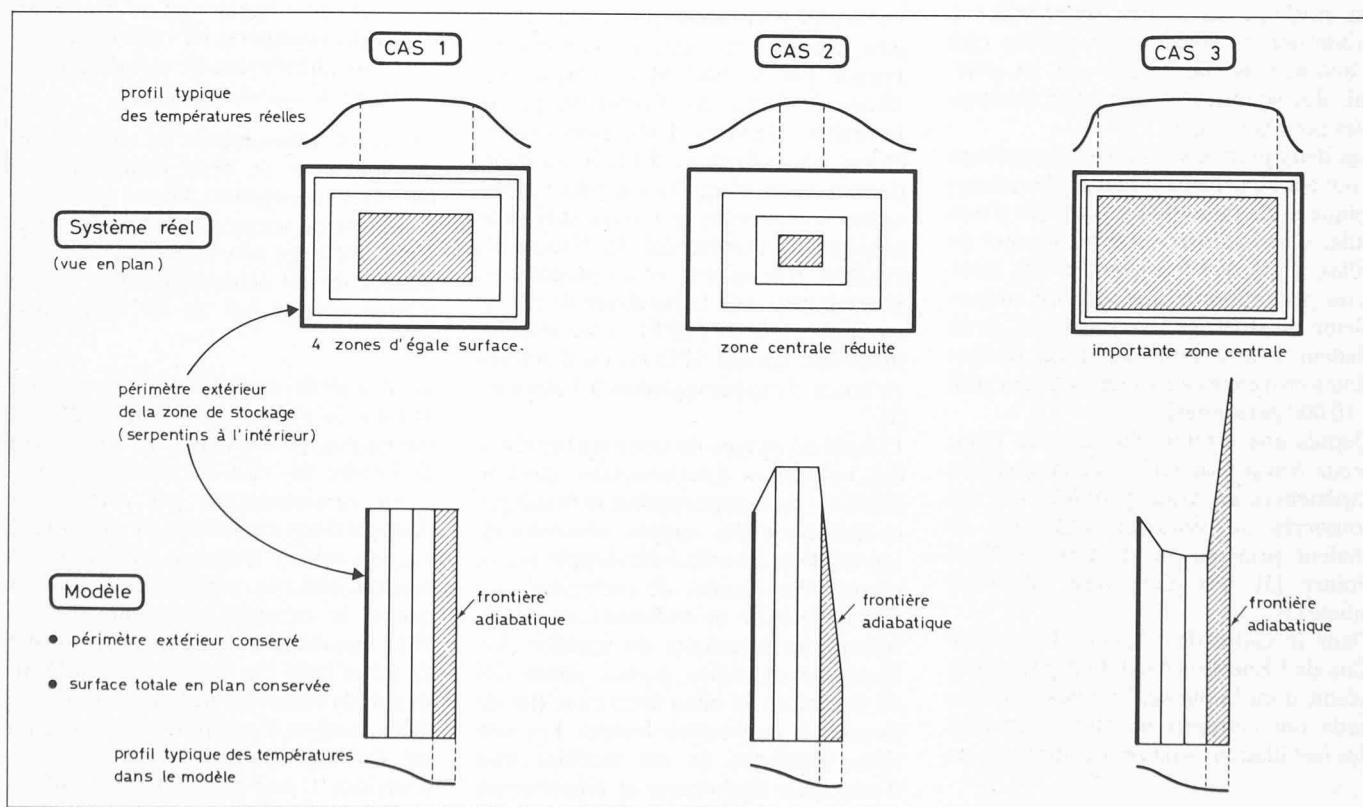 CAS 1
CAS 2
CAS 3
profil typique
des températures réelles
Système réel
(vue en plan)
4 zones d'égale surface.
zone centrale réduite
importante zone centrale
périmètre extérieur
de la zone de stockage
(serpentins à l'intérieur)
Modèle
• périmètre extérieur conservé
• surface totale en plan conservée
frontière
adiabatique
frontière
adiabatique
frontière
adiabatique
profil typique des températures
dans le modèle